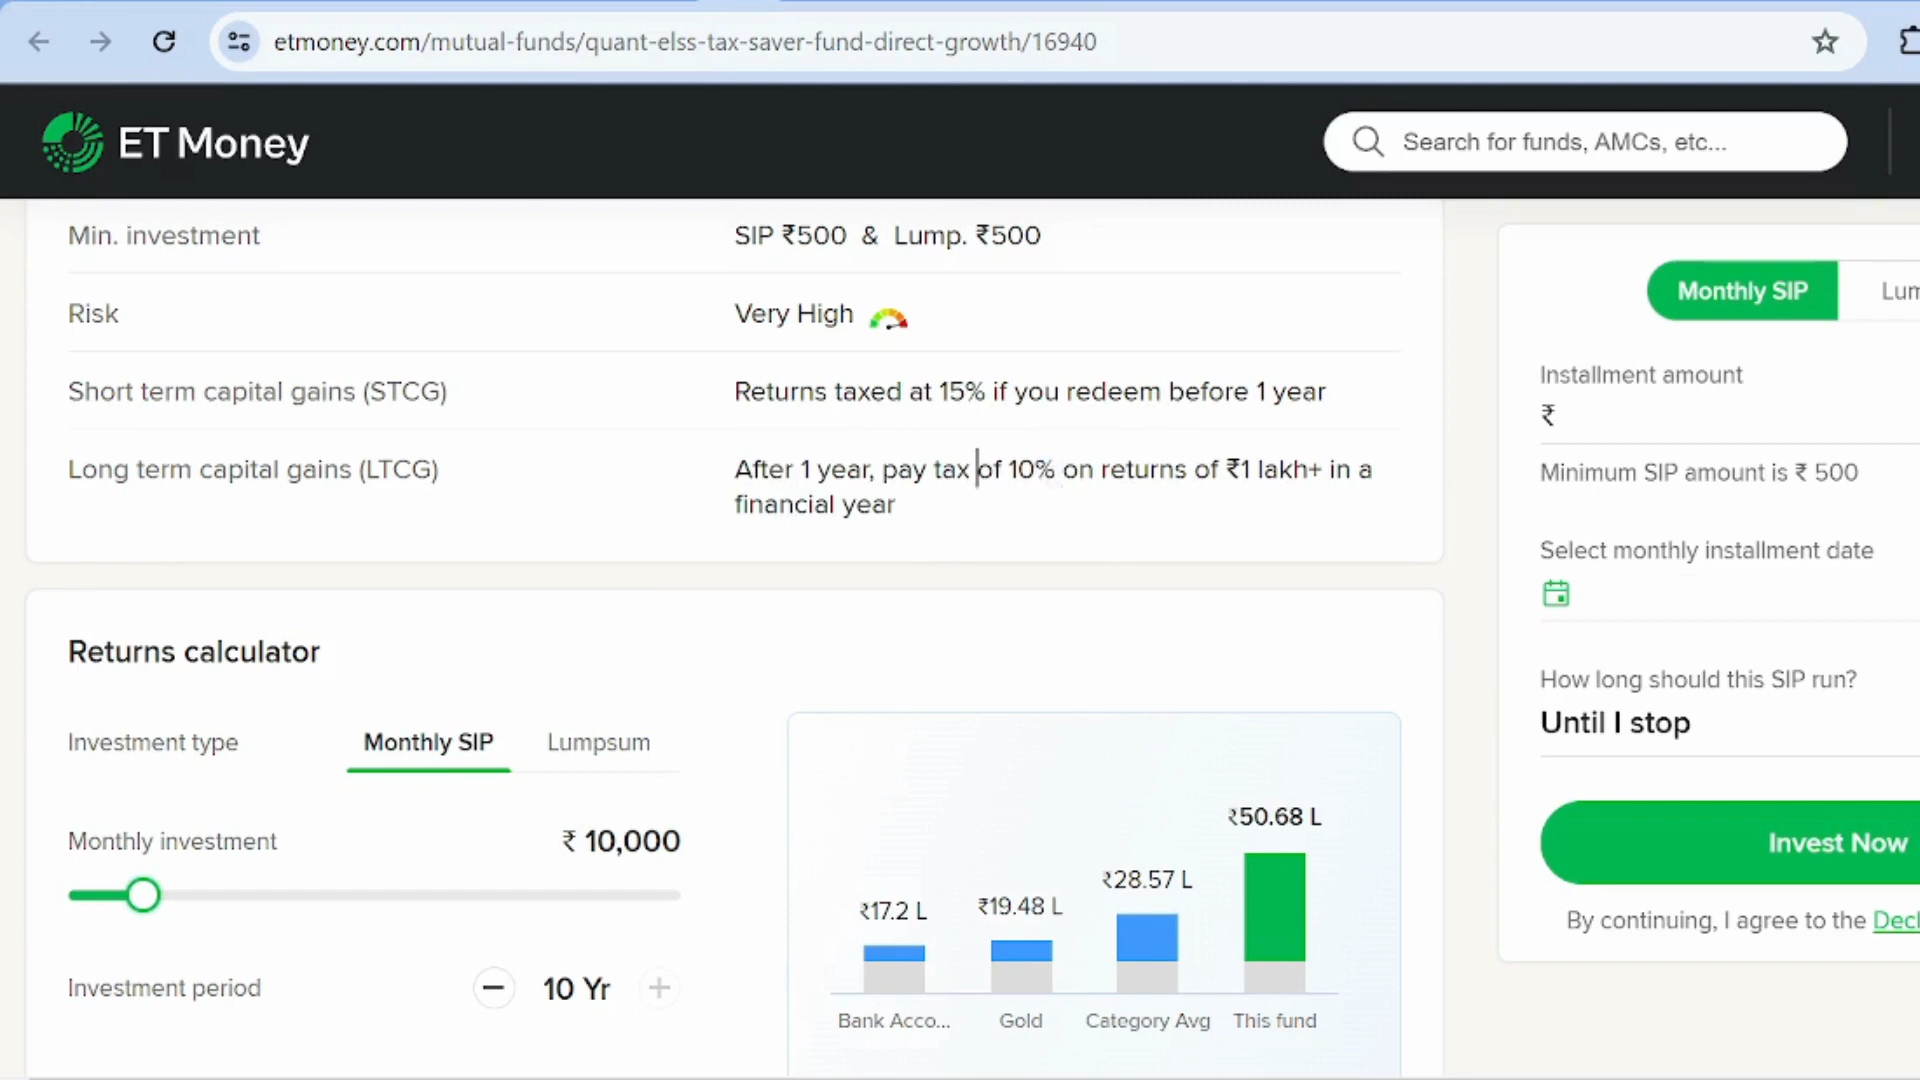 etmoney.com/mutual-funds/quant-elss-tax-saver-fund-direct-growth/16940
ET Money
Search for funds, AMCs, etc...
Min. investment
SIP ₹500 & Lump. ₹500
Risk
Very High
Short term capital gains (STCG)
Returns taxed at 15% if you redeem before 1 year
Long term capital gains (LTCG)
After 1 year, pay tax of 10% on returns of ₹1 lakh+ in a
financial year
Returns calculator
Investment type
Monthly SIP
Lumpsum
Monthly investment
₹ 10,000
Investment period
10 Yr
₹17.2 L
₹19.48 L
₹28.57 L
₹50.68 L
Bank Acco...
Gold
Category Avg
This fund
Monthly SIP
Lum
Installment amount
₹
Minimum SIP amount is ₹ 500
Select monthly installment date
How long should this SIP run?
Until I stop
Invest Now
By continuing, I agree to the Decl